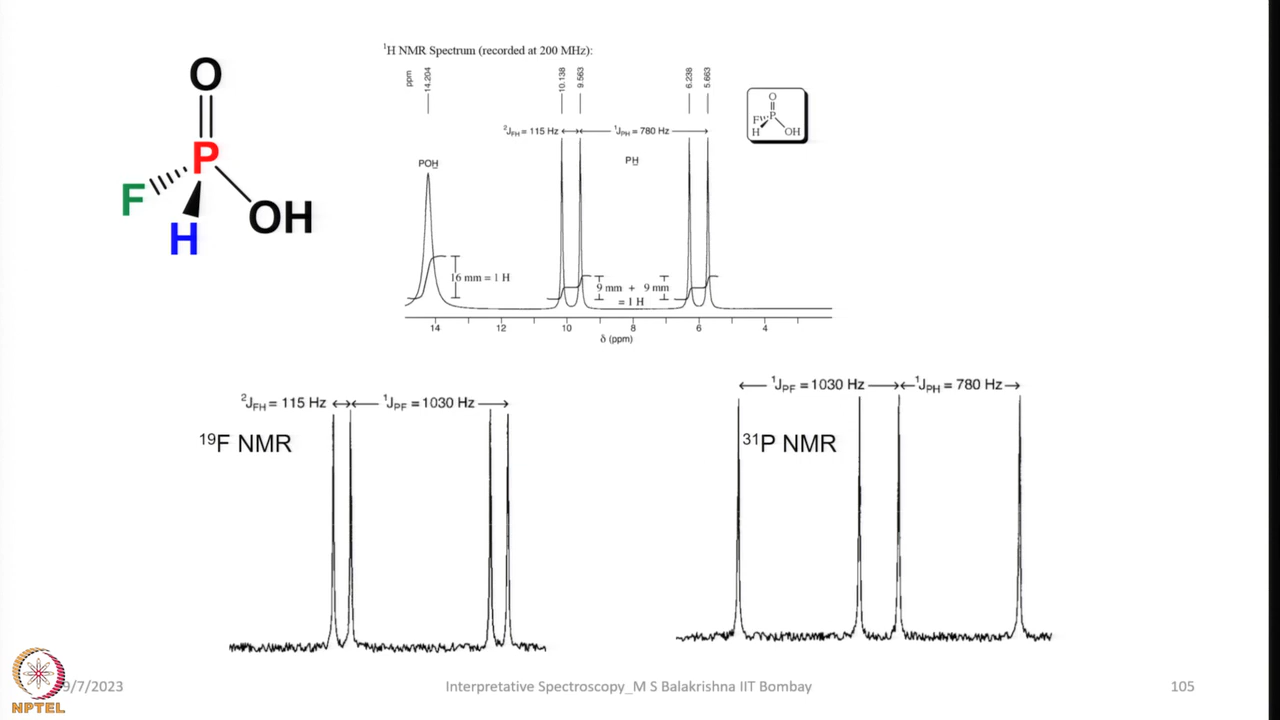 O
P
F
H
OH
¹H NMR Spectrum (recorded at 200 MHz):
ppm
14.204
10.138
9.563
6.238
5.663
²J_FH = 115 Hz
¹J_PH = 780 Hz
POH
PH
16 mm = 1 H
9 mm + 9 mm
= 1 H
14 12 10 8 6 4
δ (ppm)
O
F P
H OH
²J_FH = 115 Hz
¹J_PF = 1030 Hz
¹⁹F NMR
¹J_PF = 1030 Hz
¹J_PH = 780 Hz
³¹P NMR
9/7/2023
Interpretative Spectroscopy_M S Balakrishna IIT Bombay
105
NPTEL